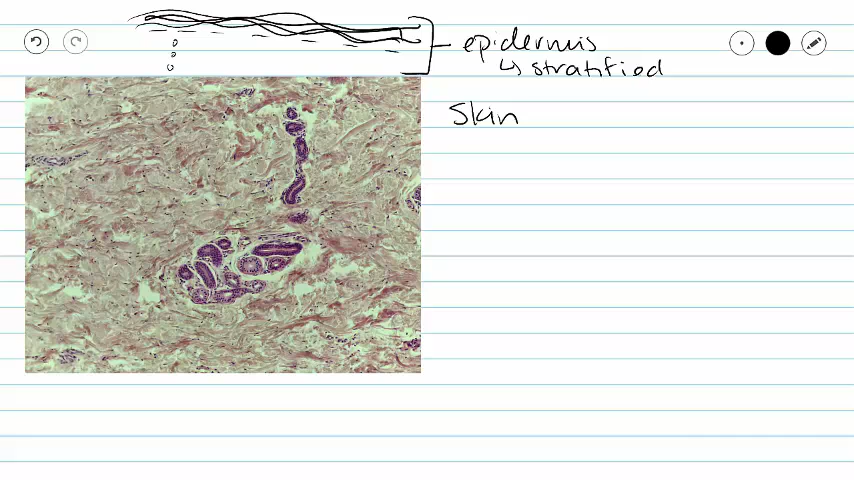 epidermis
↳ stratified
Skin